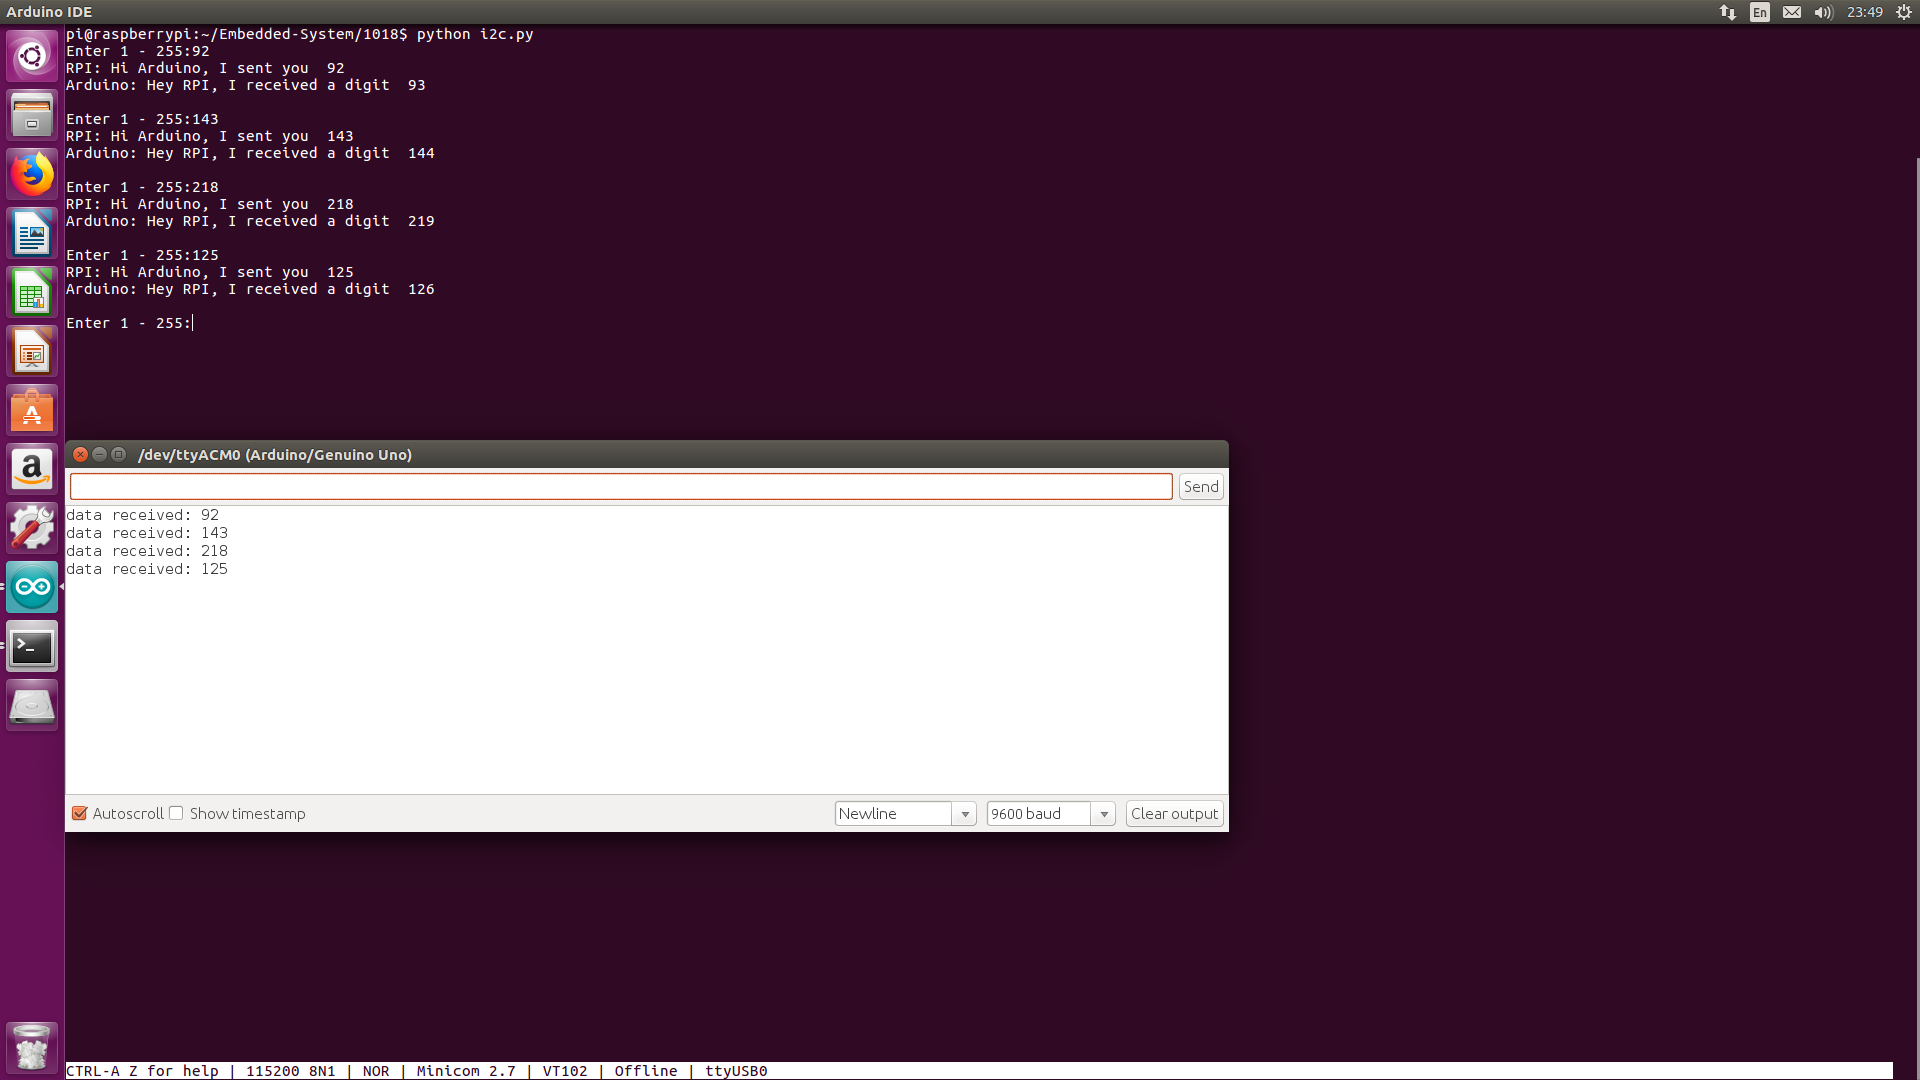 Arduino IDE
En
23:49
pi@raspberrypi:~/Embedded-System/1018$ python i2c.py
Enter 1 - 255:92
RPI: Hi Arduino, I sent you  92
Arduino: Hey RPI, I received a digit  93
Enter 1 - 255:143
RPI: Hi Arduino, I sent you  143
Arduino: Hey RPI, I received a digit  144
Enter 1 - 255:218
RPI: Hi Arduino, I sent you  218
Arduino: Hey RPI, I received a digit  219
Enter 1 - 255:125
RPI: Hi Arduino, I sent you  125
Arduino: Hey RPI, I received a digit  126
Enter 1 - 255:
/dev/ttyACM0 (Arduino/Genuino Uno)
Send
data received: 92
data received: 143
data received: 218
data received: 125
Autoscroll Show timestamp Newline 9600 baud Clear output
CTRL-A Z for help | 115200 8N1 | NOR | Minicom 2.7 | VT102 | Offline | ttyUSB0